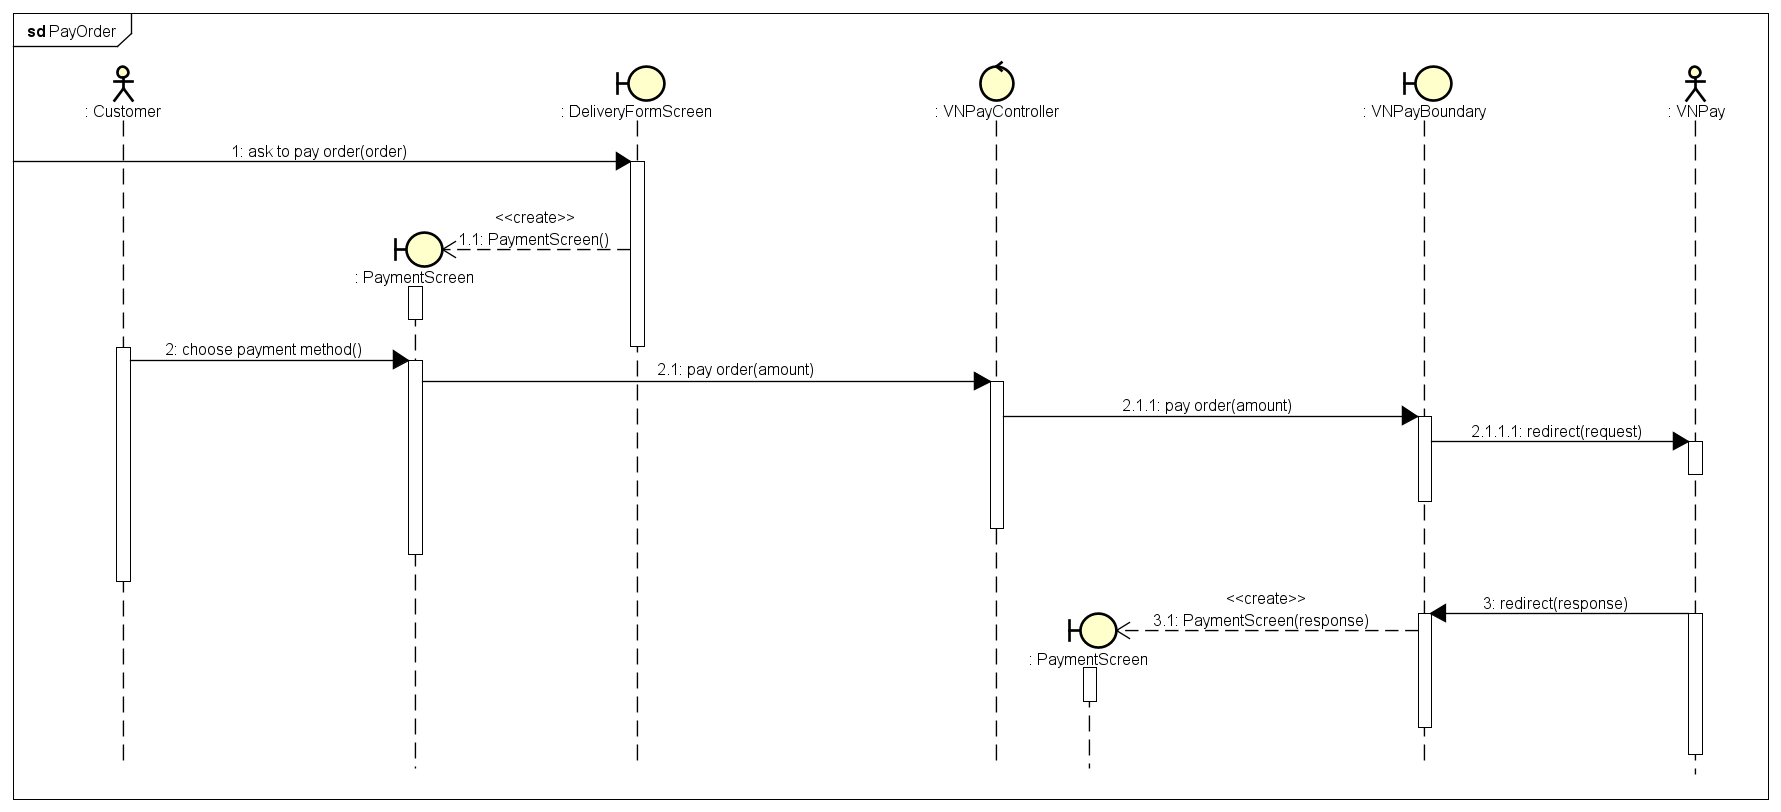 sd PayOrder
: Customer
: DeliveryFormScreen
: VNPayController
: VNPayBoundary
: VNPay
1: ask to pay order(order)
<<create>>
1.1: PaymentScreen()
: PaymentScreen
2: choose payment method()
2.1: pay order(amount)
2.1.1: pay order(amount)
2.1.1.1: redirect(request)
<<create>>
3: redirect(response)
3.1: PaymentScreen(response)
: PaymentScreen